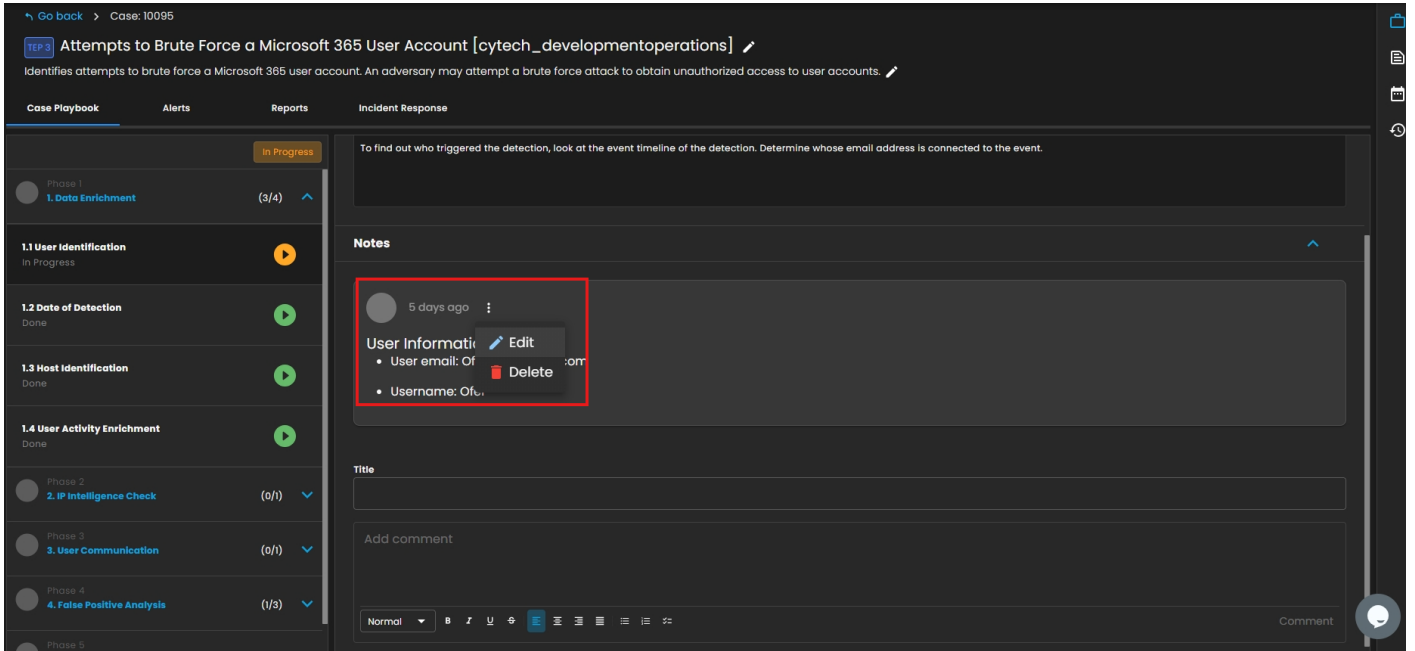 Go back > Case: 10095
TEP 3 Attempts to Brute Force a Microsoft 365 User Account [cytech_developmentoperations]
Identifies attempts to brute force a Microsoft 365 user account. An adversary may attempt a brute force attack to obtain unauthorized access to user accounts.
Case Playbook Alerts Reports Incident Response
In Progress
Phase 1
1. Data Enrichment (3/4)
1.1 User Identification
In Progress
1.2 Date of Detection
Done
1.3 Host Identification
Done
1.4 User Activity Enrichment
Done
Phase 2
2. IP Intelligence Check (0/1)
Phase 3
3. User Communication (0/1)
Phase 4
4. False Positive Analysis (1/3)
Phase 5
To find out who triggered the detection, look at the event timeline of the detection. Determine whose email address is connected to the event.
Notes
5 days ago
User
• User email: com
• Username:
Edit
Delete
Title
Add comment
Normal B I U S Comment